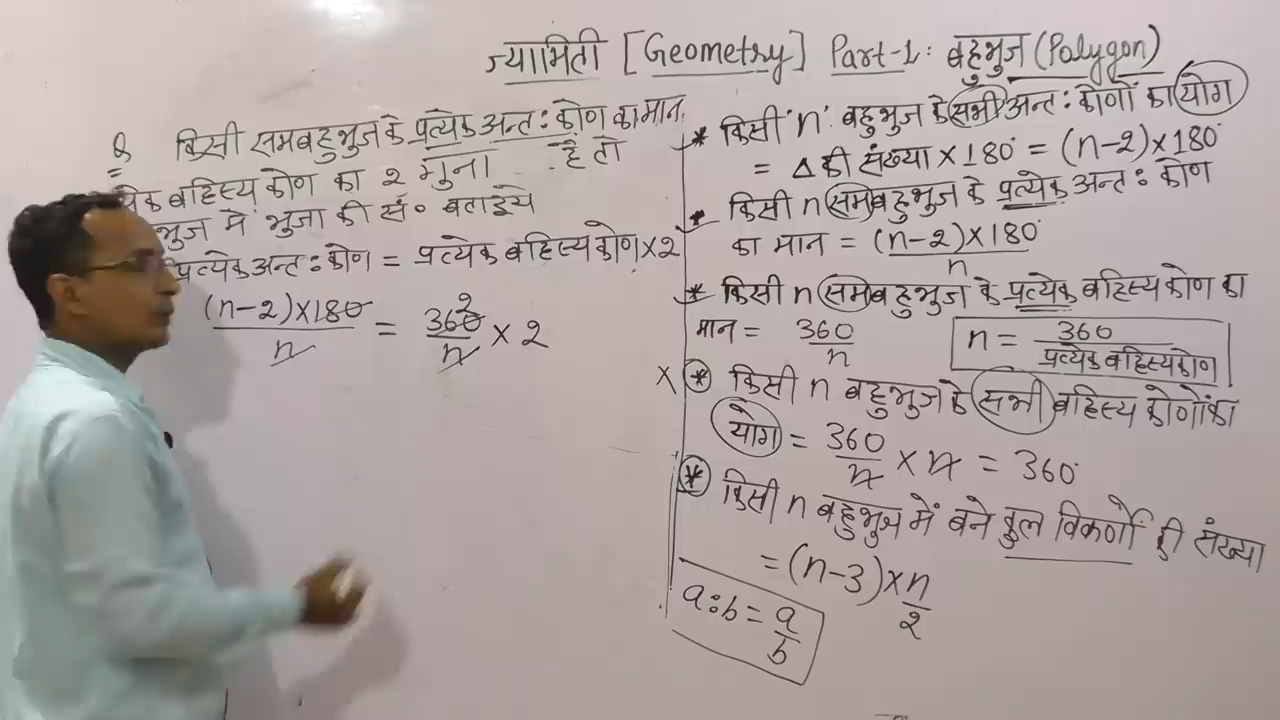 ज्यामिती [Geometry] Part-1: बहुभुज (Polygon)
Q किसी समबहुभुज के प्रत्येक अन्तः कोण का मान
बहिस्य कोण का 2 गुना है तो
में भुजा की सं० बताइये
प्रत्येक अन्तः कोण = प्रत्येक बहिस्य कोण × 2
(n-2)×180/n = 360/n × 2
2
* किसी 'n' बहुभुज के सभी अन्तः कोणों का योग
= Δ की संख्या × 180° = (n-2)×180°
* किसी n समबहुभुज के प्रत्येक अन्तः कोण
का मान = (n-2)×180°/n
* किसी n समबहुभुज के प्रत्येक बहिस्य कोण का
मान = 360/n
n = 360/प्रत्येक बहिस्य कोण
× * किसी n बहुभुज के सभी बहिस्य कोणों का
योग = 360/n × n = 360°
* किसी n बहुभुज में बने कुल विकर्णों की संख्या
= (n-3)×n/2
a:b = a/b